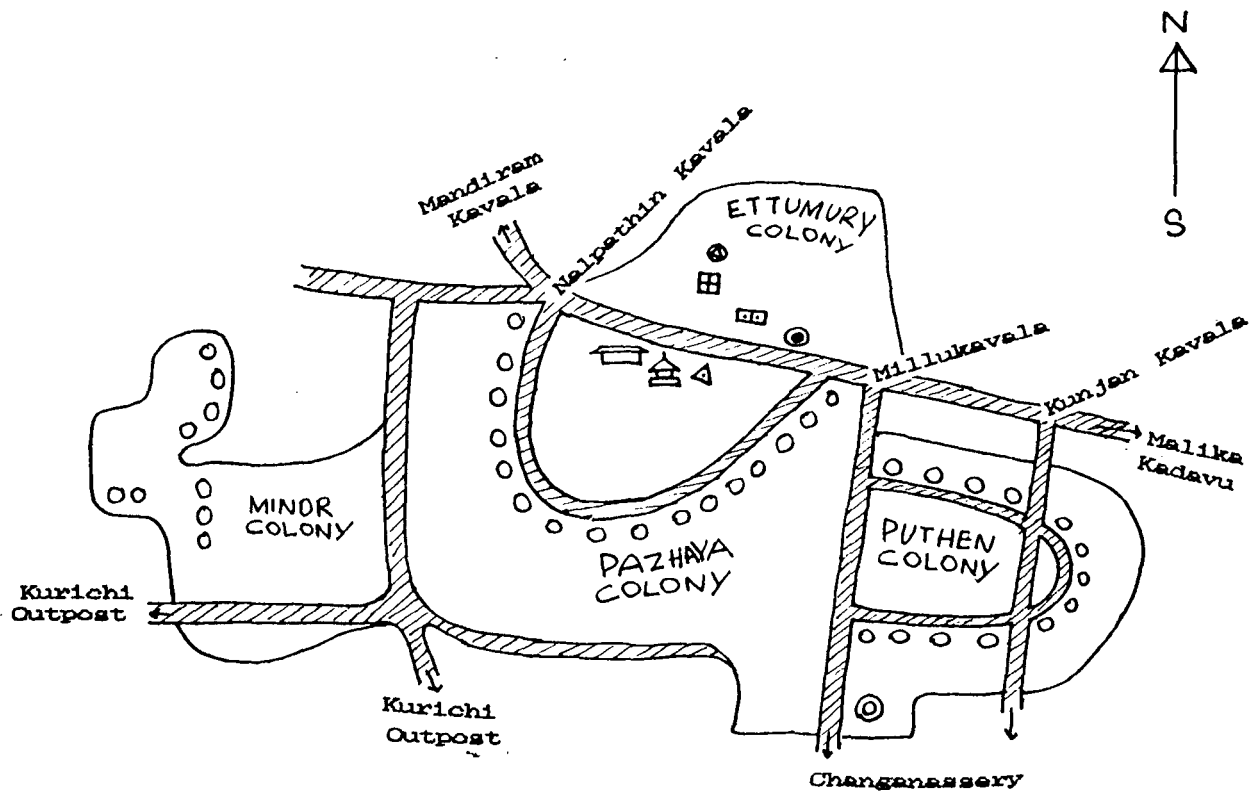 N
S
Mandiram
Kavala
Nalpathin Kavala
ETTUMURY
COLONY
Millukavala
Kunjan Kavala
Malika
Kadavu
MINOR
COLONY
PAZHAYA
COLONY
PUTHEN
COLONY
Kurichi
Outpost
Kurichi
Outpost
Changanassery